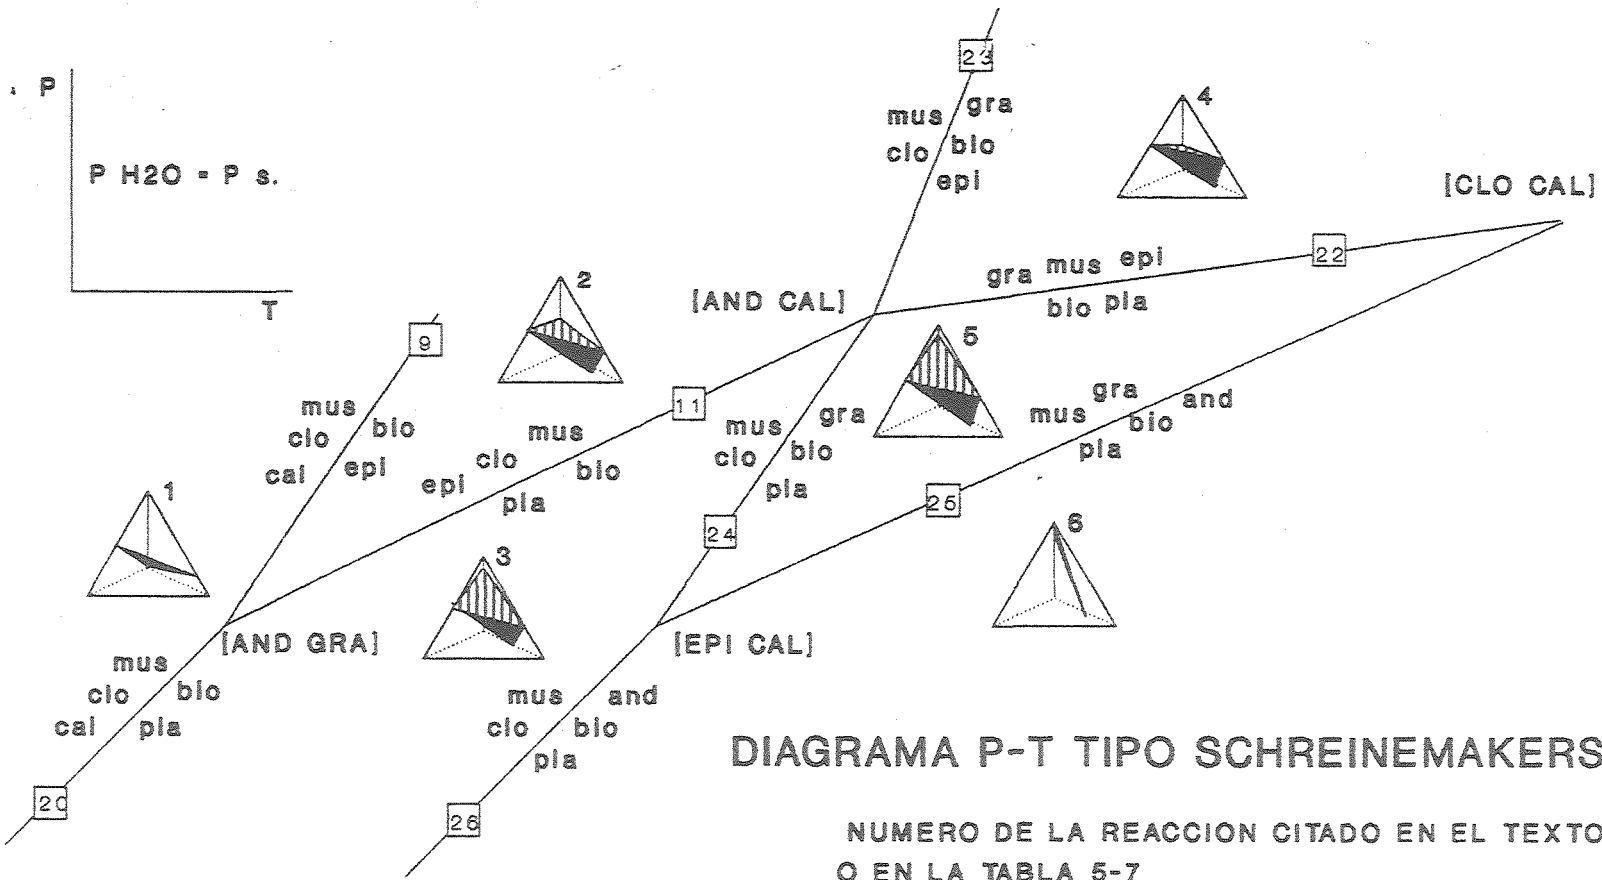 P
P H2O = P s.
T
23
mus gra
clo bio
epi
4
[CLO CAL]
22
gra mus epi
bio pla
[AND CAL]
2
9
mus
clo bio
cal epi
11
mus
clo
epi bio
pla
5
mus gra
clo bio
pla
24
gra and
mus bio
pla
25
1
3
6
[AND GRA]
[EPI CAL]
mus
clo bio
cal pla
20
mus and
clo bio
pla
26
DIAGRAMA P-T TIPO SCHREINEMAKERS
NUMERO DE LA REACCION CITADO EN EL TEXTO
O EN LA TABLA 5-7